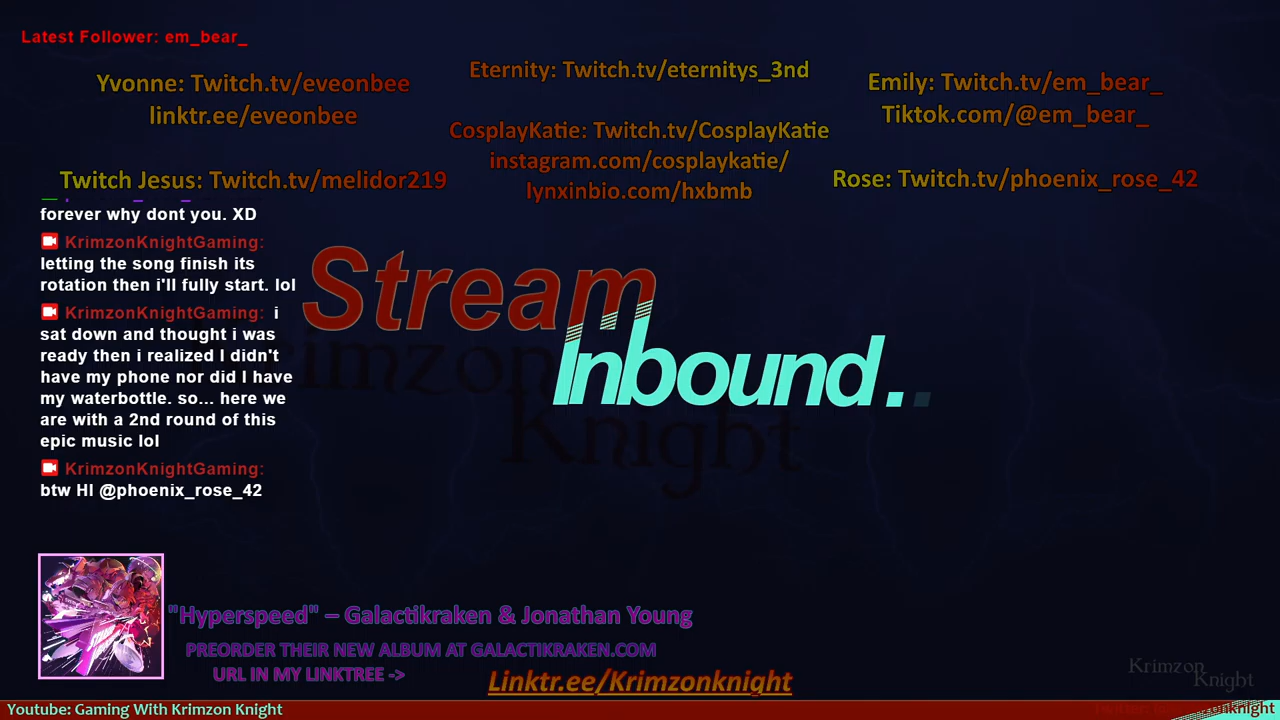 Latest Follower: em_bear_
Yvonne: Twitch.tv/eveonbee
linktr.ee/eveonbee
Eternity: Twitch.tv/eternitys_3nd
Emily: Twitch.tv/em_bear_
Tiktok.com/@em_bear_
CosplayKatie: Twitch.tv/CosplayKatie
instagram.com/cosplaykatie/
lynxinbio.com/hxbmb
Twitch Jesus: Twitch.tv/melidor219
Rose: Twitch.tv/phoenix_rose_42
forever why dont you. XD
KrimzonKnightGaming:
letting the song finish its
rotation then i'll fully start. lol
KrimzonKnightGaming: i
sat down and thought i was
ready then i realized I didn't
have my phone nor did I have
my waterbottle. so... here we
are with a 2nd round of this
epic music lol
KrimzonKnightGaming:
btw HI @phoenix_rose_42
Stream
Inbound..
Krimzon
Knight
"Hyperspeed" – Galactikraken & Jonathan Young
PREORDER THEIR NEW ALBUM AT GALACTIKRAKEN.COM
URL IN MY LINKTREE ->
Linktr.ee/Krimzonknight
Krimzon
Knight
Youtube: Gaming With Krimzon Knight